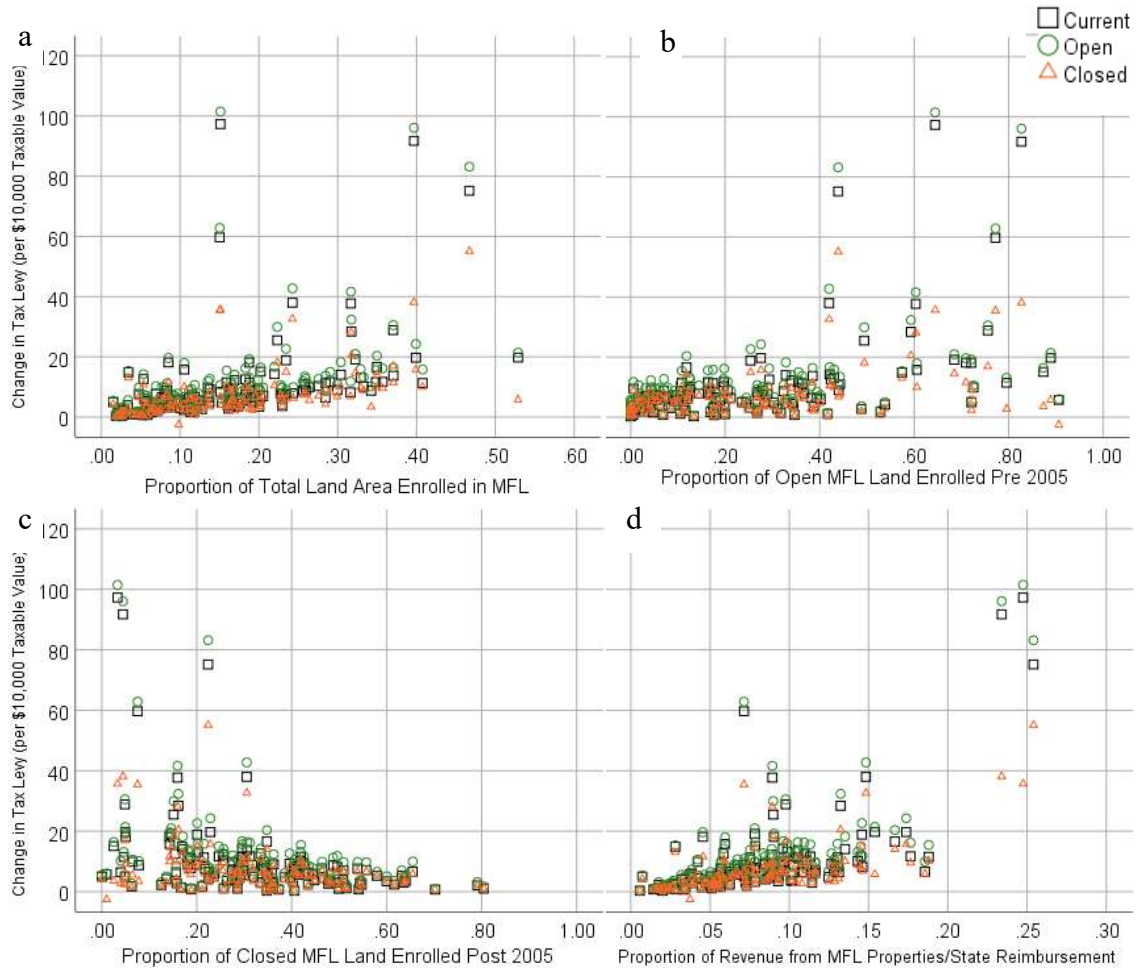 Current
Open
Closed
a
b
Change in Tax Levy (per $10,000 Taxable Value)
120
100
80
60
40
20
0
.00 .10 .20 .30 .40 .50 .60
Proportion of Total Land Area Enrolled in MFL
.00 .20 .40 .60 .80 1.00
Proportion of Open MFL Land Enrolled Pre 2005
c
d
Change in Tax Levy (per $10,000 Taxable Value)
120
100
80
60
40
20
0
.00 .20 .40 .60 .80 1.00
Proportion of Closed MFL Land Enrolled Post 2005
.00 .05 .10 .15 .20 .25 .30
Proportion of Revenue from MFL Properties/State Reimbursement